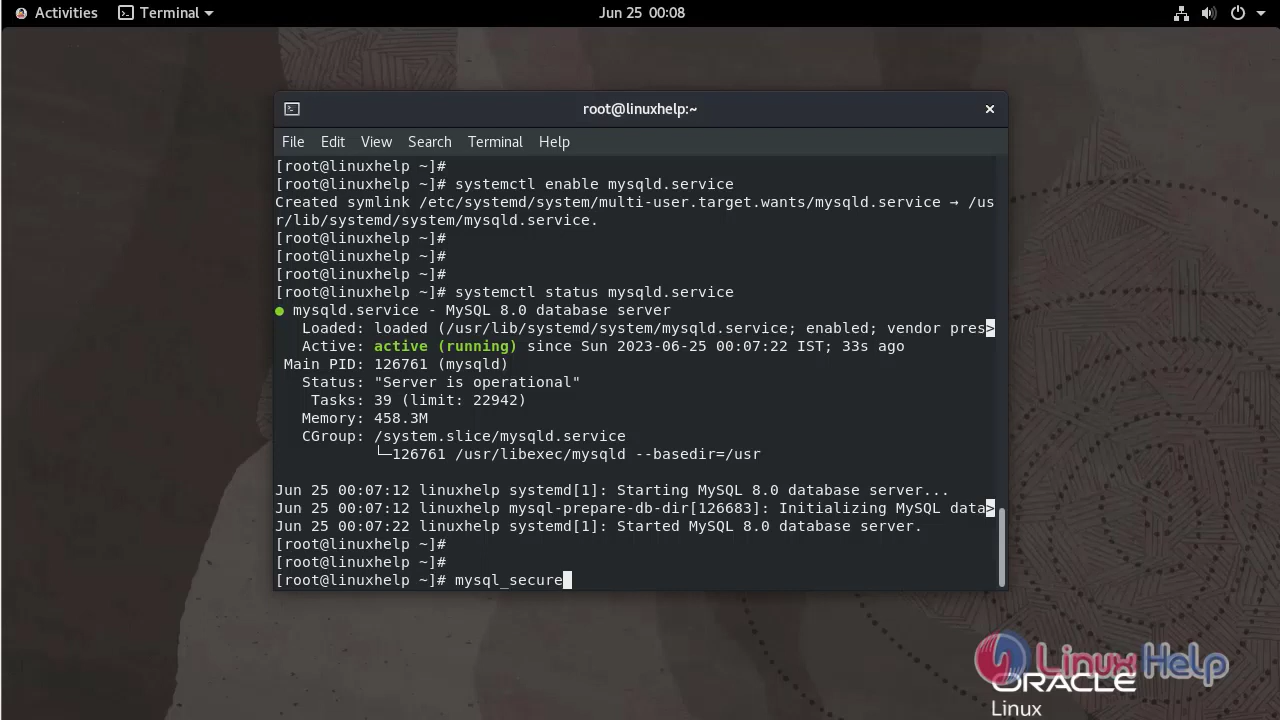 Activities Terminal Jun 25 00:08
root@linuxhelp:~
File Edit View Search Terminal Help
[root@linuxhelp ~]#
[root@linuxhelp ~]# systemctl enable mysqld.service
Created symlink /etc/systemd/system/multi-user.target.wants/mysqld.service → /us
r/lib/systemd/system/mysqld.service.
[root@linuxhelp ~]#
[root@linuxhelp ~]#
[root@linuxhelp ~]#
[root@linuxhelp ~]# systemctl status mysqld.service
● mysqld.service - MySQL 8.0 database server
Loaded: loaded (/usr/lib/systemd/system/mysqld.service; enabled; vendor pres>
Active: active (running) since Sun 2023-06-25 00:07:22 IST; 33s ago
Main PID: 126761 (mysqld)
Status: "Server is operational"
Tasks: 39 (limit: 22942)
Memory: 458.3M
CGroup: /system.slice/mysqld.service
└─126761 /usr/libexec/mysqld --basedir=/usr
Jun 25 00:07:12 linuxhelp systemd[1]: Starting MySQL 8.0 database server...
Jun 25 00:07:12 linuxhelp mysql-prepare-db-dir[126683]: Initializing MySQL data>
Jun 25 00:07:22 linuxhelp systemd[1]: Started MySQL 8.0 database server.
[root@linuxhelp ~]#
[root@linuxhelp ~]#
[root@linuxhelp ~]# mysql_secure
Linux Help
ORACLE
Linux